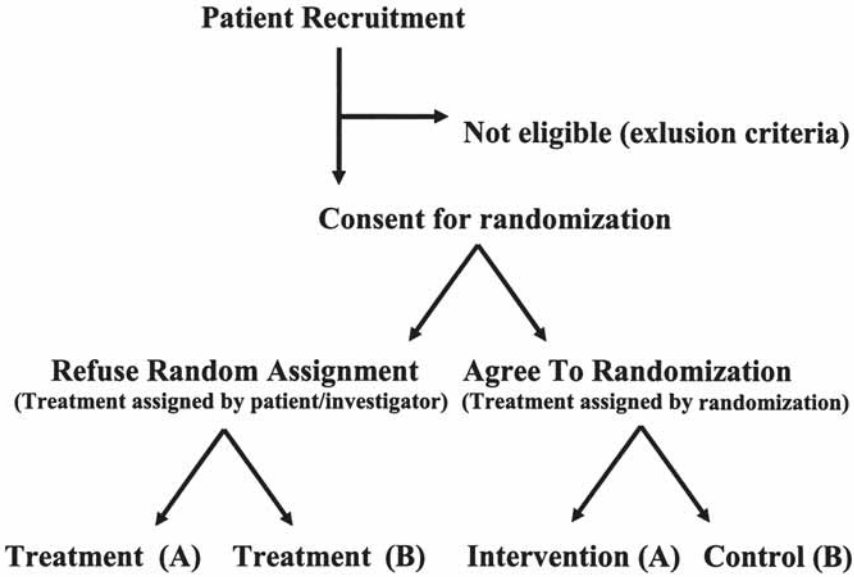 Patient Recruitment
Not eligible (exlusion criteria)
Consent for randomization
Refuse Random Assignment
(Treatment assigned by patient/investigator)
Agree To Randomization
(Treatment assigned by randomization)
Treatment (A)
Treatment (B)
Intervention (A)
Control (B)